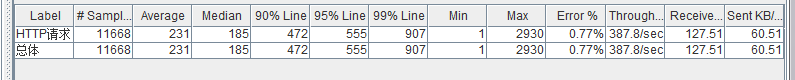 Label # Sampl... Average Median 90% Line 95% Line 99% Line Min Max Error % Through... Receive... Sent KB/...
HTTP请求 11668 231 185 472 555 907 1 2930 0.77% 387.8/sec 127.51 60.51
总体 11668 231 185 472 555 907 1 2930 0.77% 387.8/sec 127.51 60.51